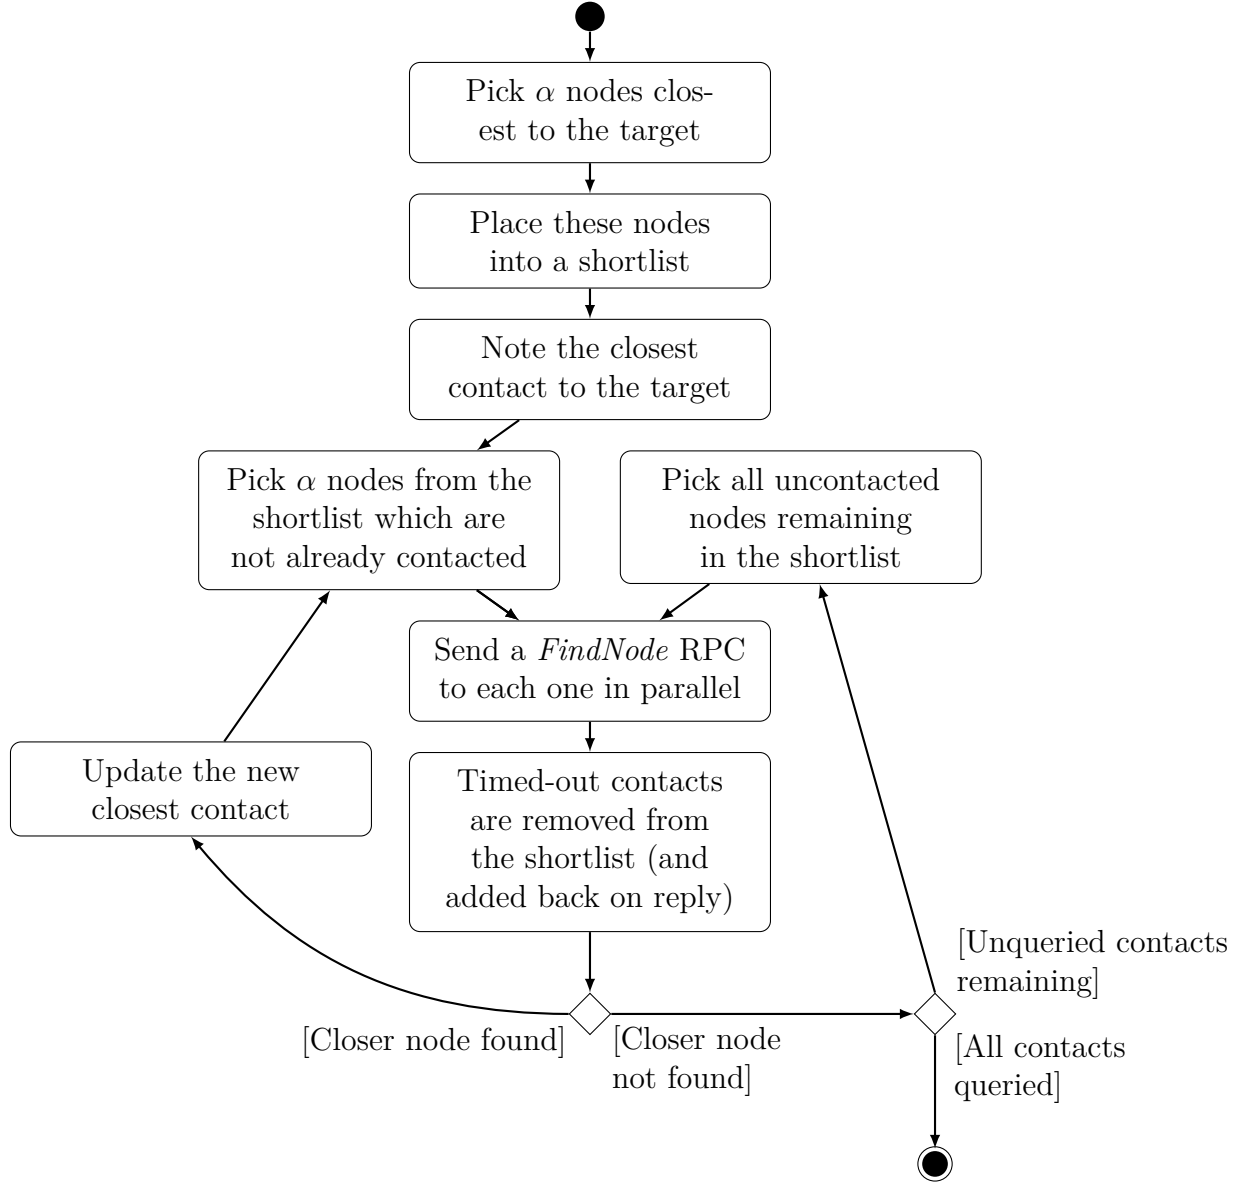 Pick α nodes clos-
est to the target
Place these nodes
into a shortlist
Note the closest
contact to the target
Pick α nodes from the
shortlist which are
not already contacted
Pick all uncontacted
nodes remaining
in the shortlist
Send a FindNode RPC
to each one in parallel
Update the new
closest contact
Timed-out contacts
are removed from
the shortlist (and
added back on reply)
[Unqueried contacts
remaining]
[Closer node found]
[Closer node
not found]
[All contacts
queried]